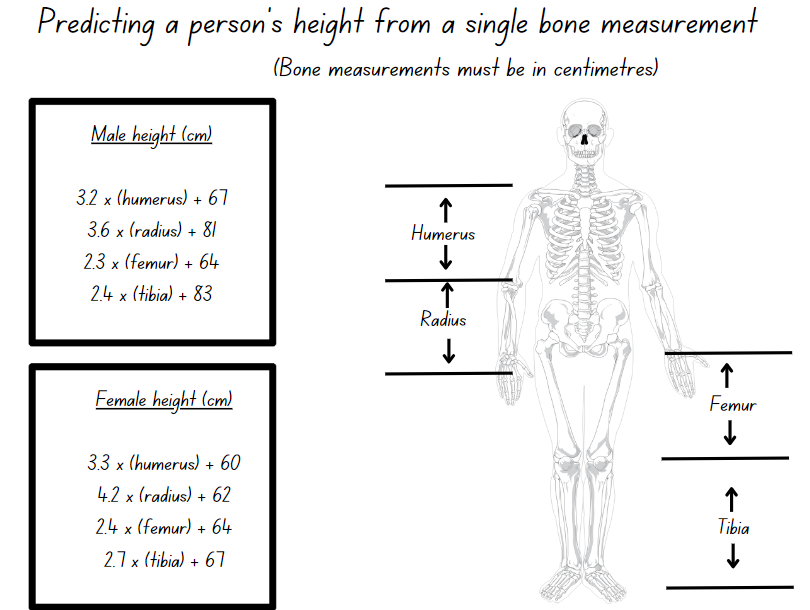 Predicting a person's height from a single bone measurement
(Bone measurements must be in centimetres)
Male height (cm)
3.2 x (humerus) + 67
3.6 x (radius) + 81
2.3 x (femur) + 64
2.4 x (tibia) + 83
Female height (cm)
3.3 x (humerus) + 60
4.2 x (radius) + 62
2.4 x (femur) + 64
2.7 x (tibia) + 67
Humerus
Radius
Femur
Tibia